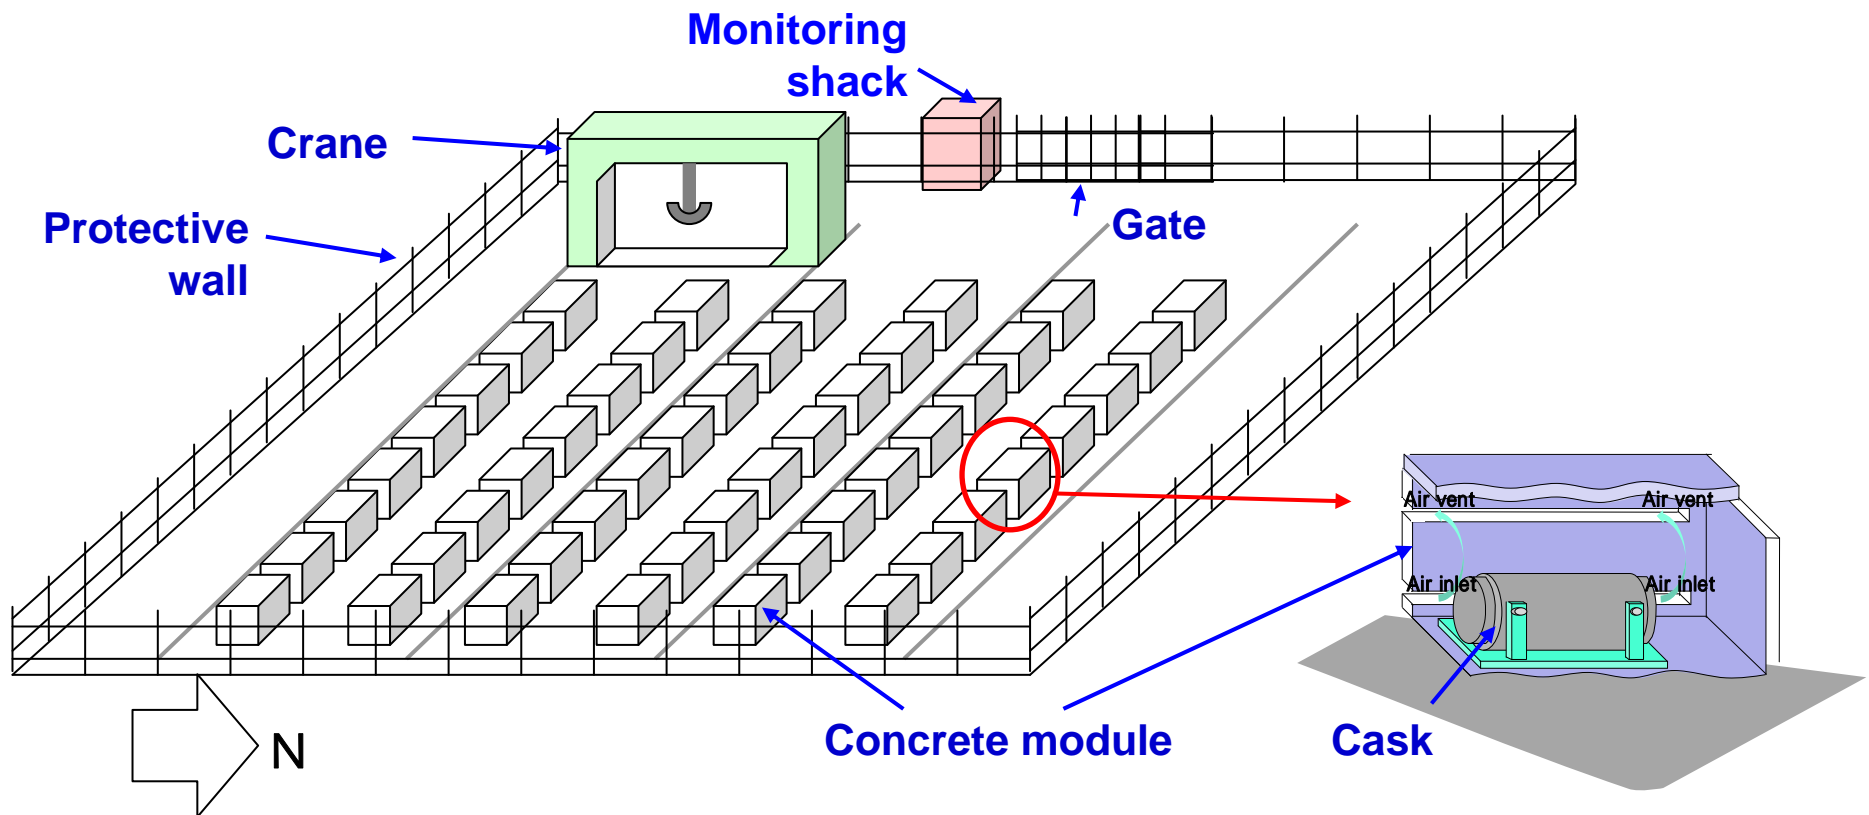 Monitoring
shack
Crane
Protective
wall
Gate
Air vent
Air vent
Air inlet
Air inlet
N
Concrete module
Cask